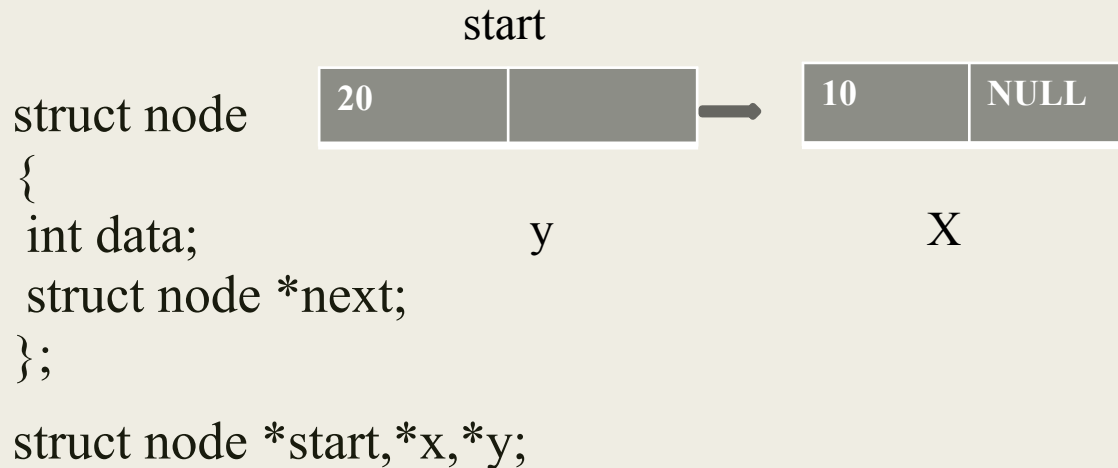 start
20
10 NULL
struct node
{
int data;
y X
struct node *next;
};
struct node *start,*x,*y;